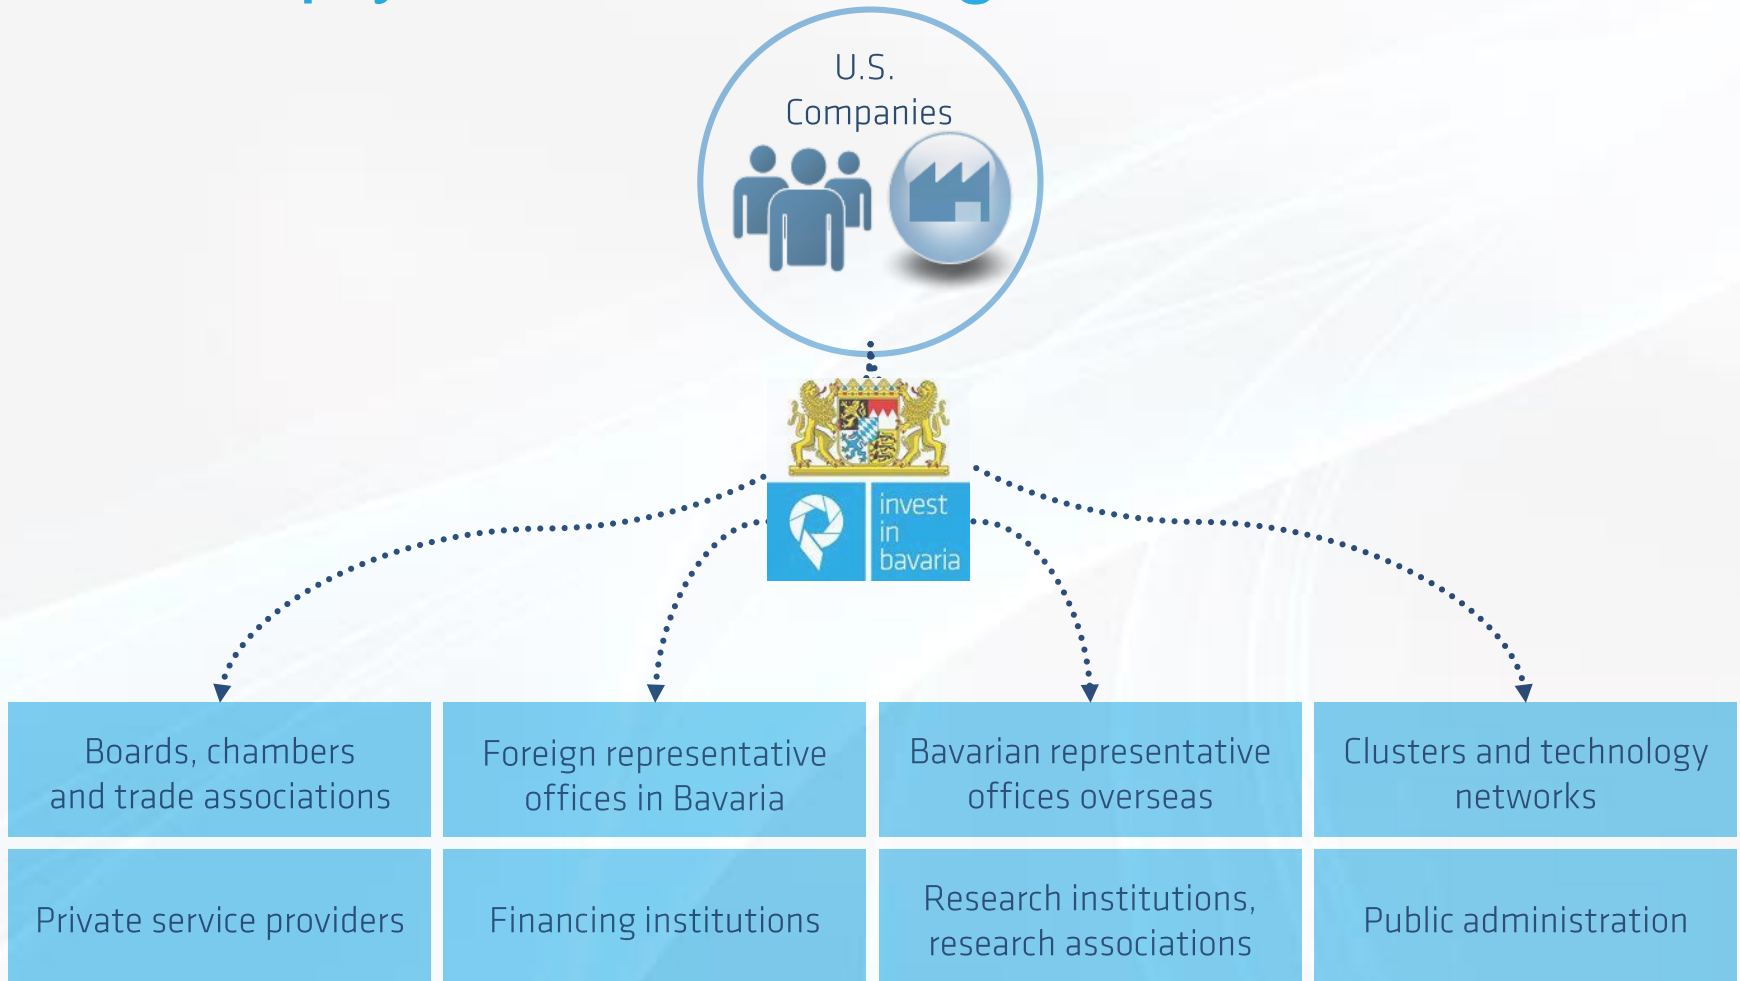 U.S.
Companies
invest
in
bavaria
Boards, chambers
and trade associations
Foreign representative
offices in Bavaria
Bavarian representative
offices overseas
Clusters and technology
networks
Private service providers
Financing institutions
Research institutions,
research associations
Public administration